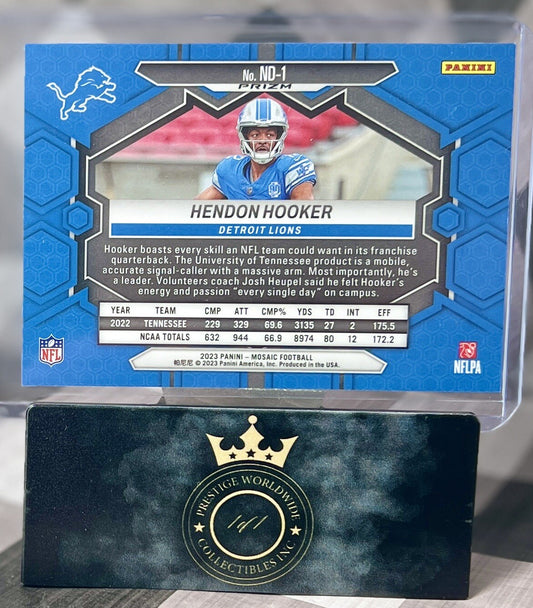 No. ND-1
PRIZM
PANINI
HENDON HOOKER
DETROIT LIONS
Hooker boasts every skill an NFL team could want in its franchise
quarterback. The University of Tennessee product is a mobile,
accurate signal-caller with a massive arm. Most importantly, he's
a leader. Volunteers coach Josh Heupel said he felt Hooker's
energy and passion "every single day" on campus.
YEAR TEAM CMP ATT CMP% YDS TD INT EFF
2022 TENNESSEE 229 329 69.6 3135 27 2 175.5
NCAA TOTALS 632 944 66.9 8974 80 12 172.2
NFL
2023 PANINI - MOSAIC FOOTBALL
帕尼尼 © 2023 Panini America, Inc. Produced in the USA.
NFLPA
PRESTIGE WORLDWIDE
1of1
COLLECTIBLES INC